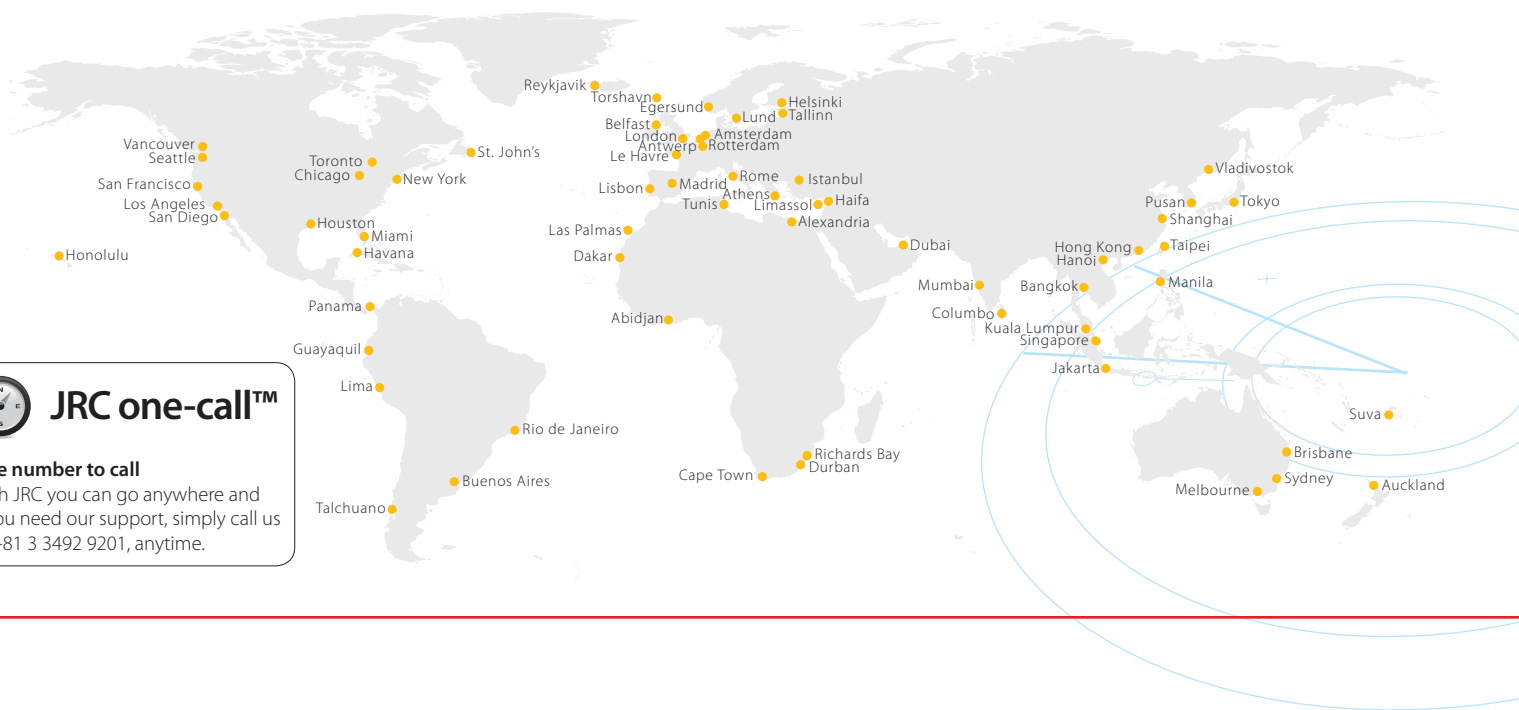 Reykjavik
Torshavn
Egersund
Helsinki
Tallinn
Lund
Belfast
London
Amsterdam
Antwerp
Rotterdam
Le Havre
Vancouver
Seattle
Toronto
Chicago
St. John's
New York
San Francisco
Los Angeles
San Diego
Houston
Miami
Havana
Honolulu
Lisbon
Madrid
Rome
Istanbul
Athens
Tunis
Limassol
Haifa
Alexandria
Las Palmas
Dakar
Dubai
Vladivostok
Pusan
Tokyo
Shanghai
Hong Kong
Taipei
Hanoi
Mumbai
Bangkok
Manila
Columbo
Kuala Lumpur
Singapore
Jakarta
Panama
Abidjan
Guayaquil
Lima
Rio de Janeiro
Buenos Aires
Talchuano
Cape Town
Richards Bay
Durban
Suva
Brisbane
Sydney
Melbourne
Auckland
N
E
S
JRC one-call™
number to call
JRC you can go anywhere and
need our support, simply call us
81 3 3492 9201, anytime.